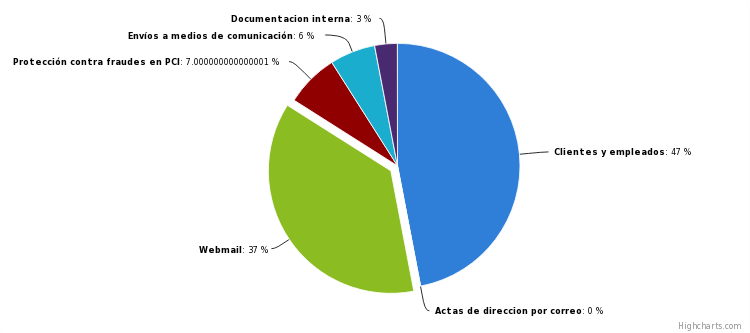 Documentacion interna: 3 %
Envíos a medios de comunicación: 6 %
Protección contra fraudes en PCI: 7.000000000000001 %
Clientes y empleados: 47 %
Webmail: 37 %
Actas de direccion por correo: 0 %
Highcharts.com